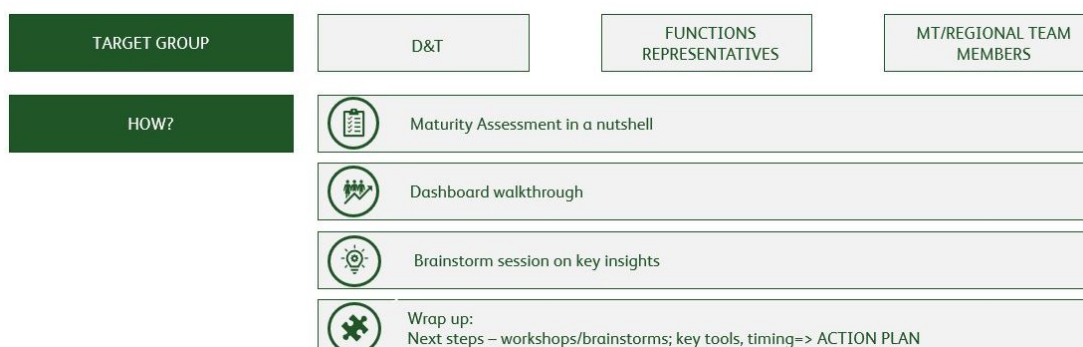 TARGET GROUP
D&T
FUNCTIONS
REPRESENTATIVES
MT/REGIONAL TEAM
MEMBERS
HOW?
Maturity Assessment in a nutshell
Dashboard walkthrough
Brainstorm session on key insights
Wrap up:
Next steps – workshops/brainstorms; key tools, timing=> ACTION PLAN